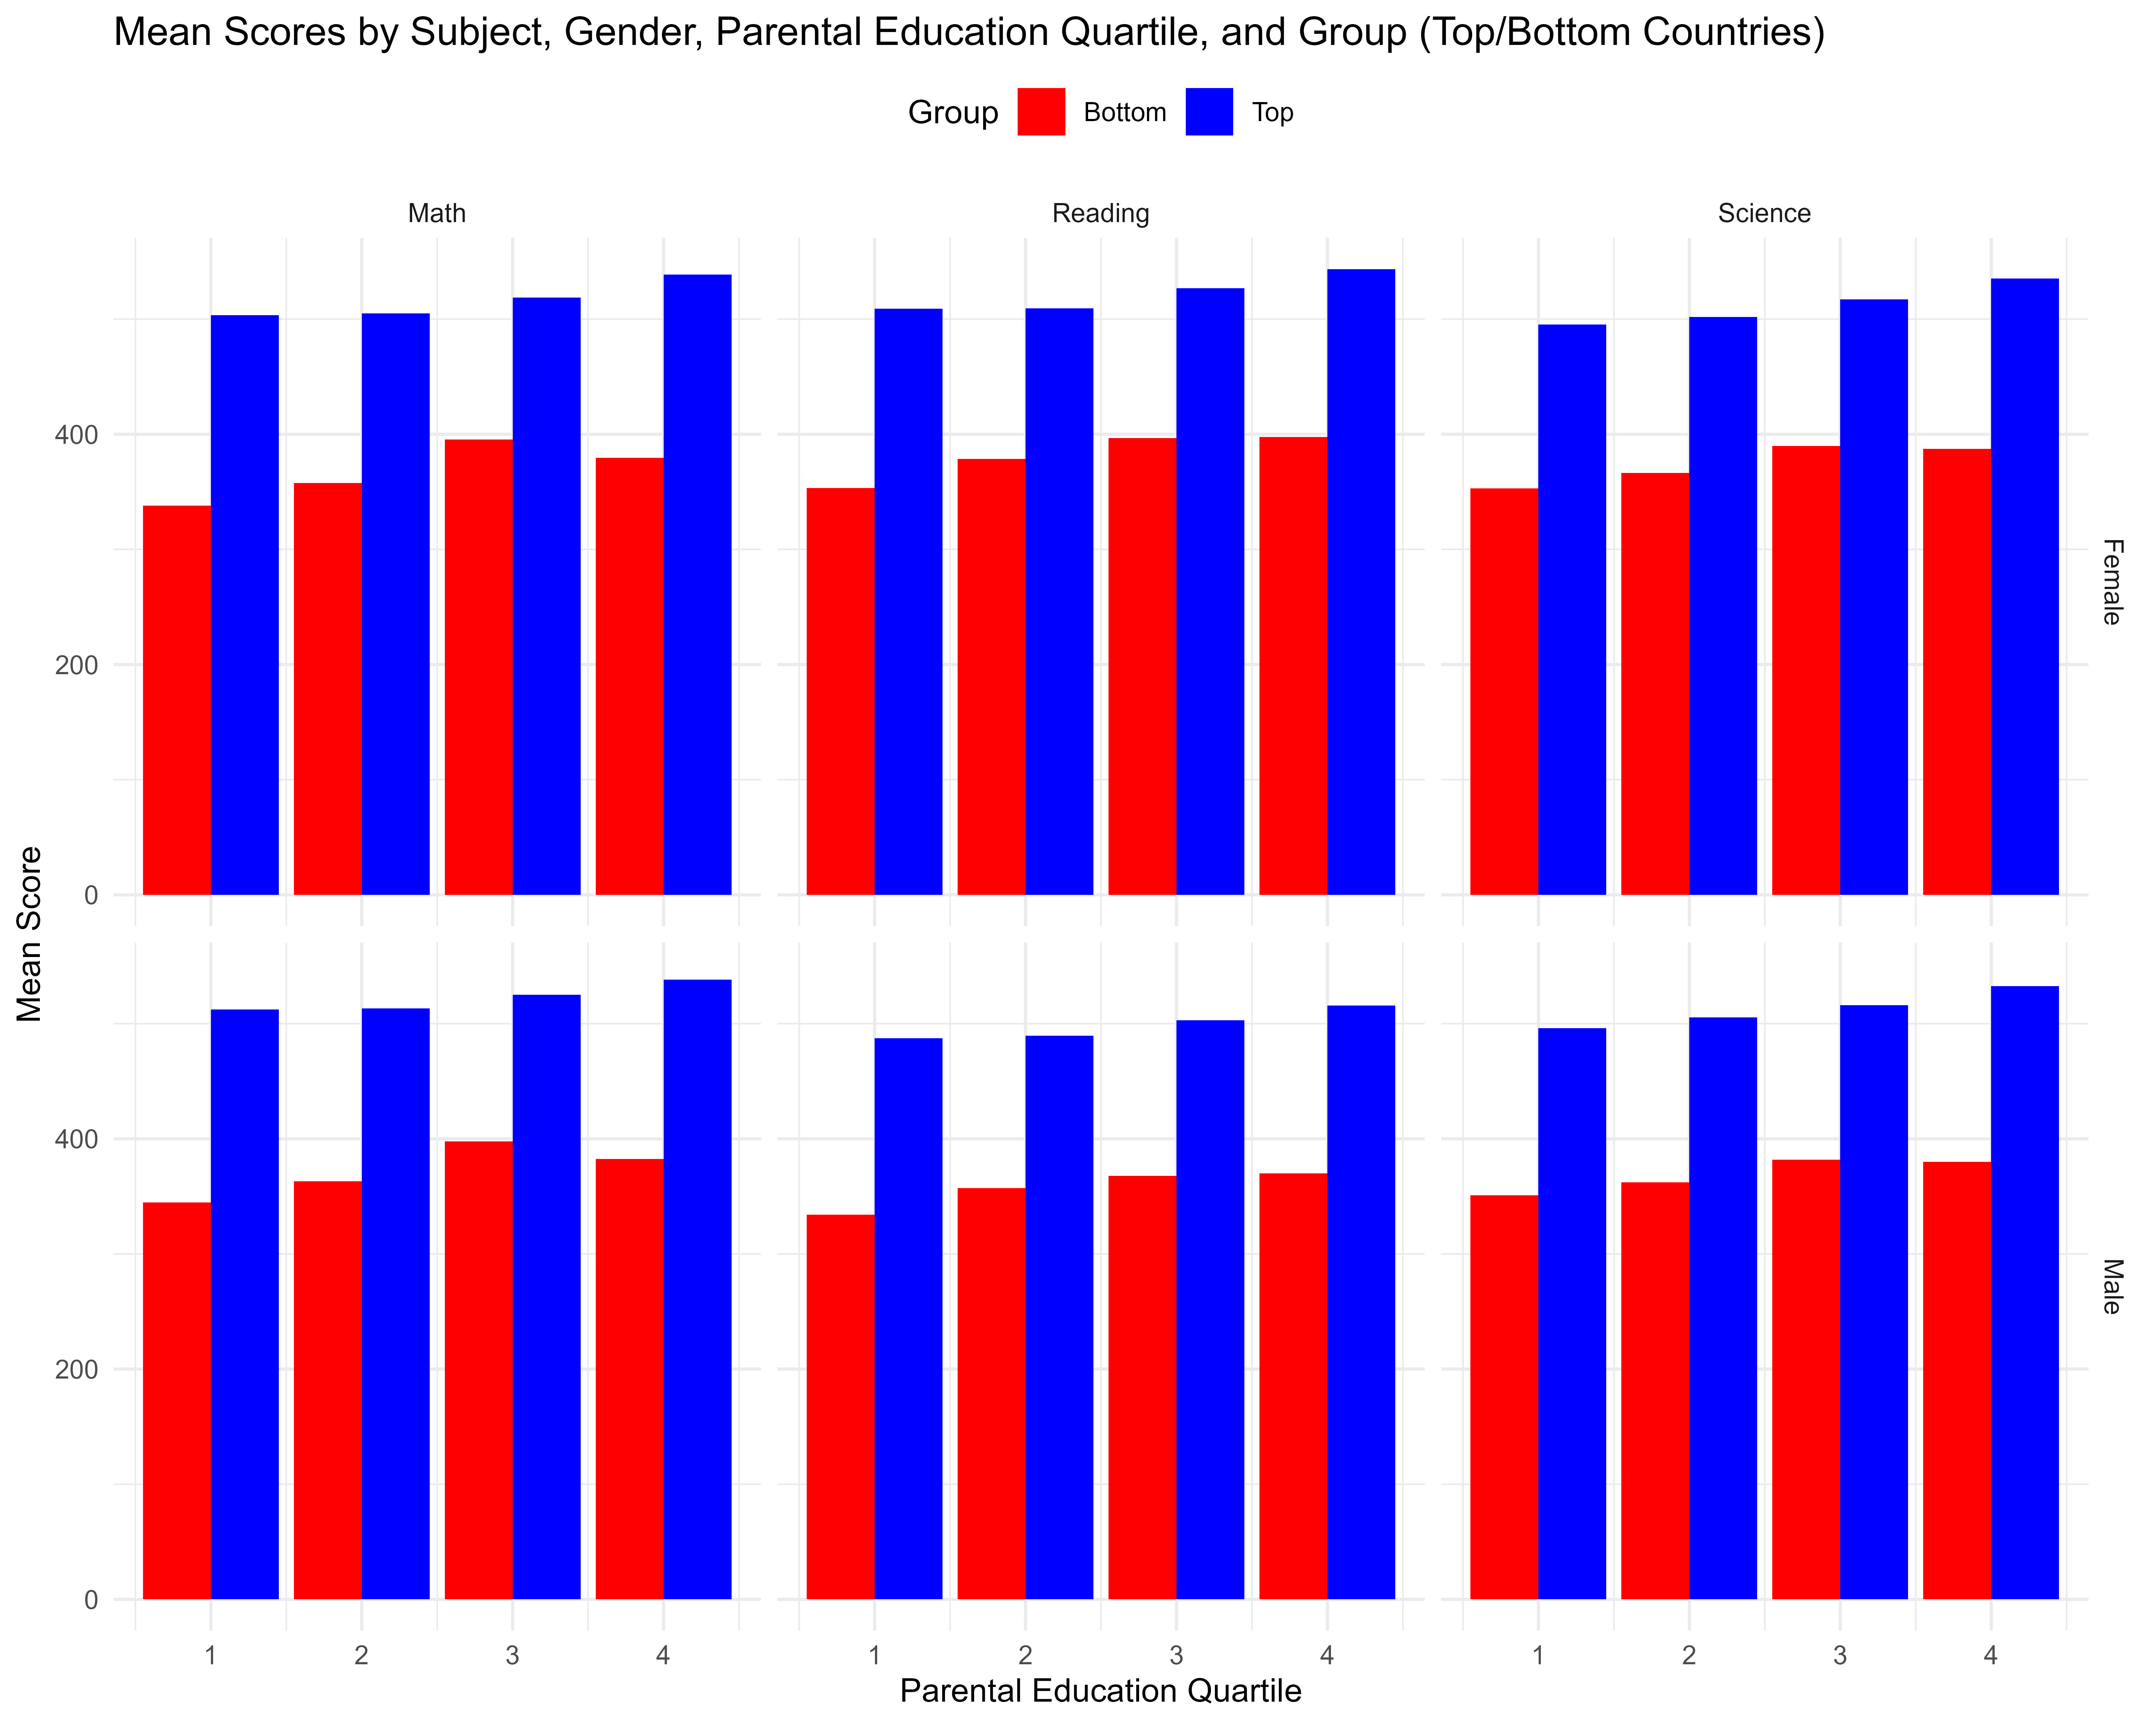 Mean Scores by Subject, Gender, Parental Education Quartile, and Group (Top/Bottom Countries)
Group Bottom Top
Math Reading Science
400
200
0
Female
Mean Score
400
200
0
Male
1 2 3 4 1 2 3 4 1 2 3 4
Parental Education Quartile